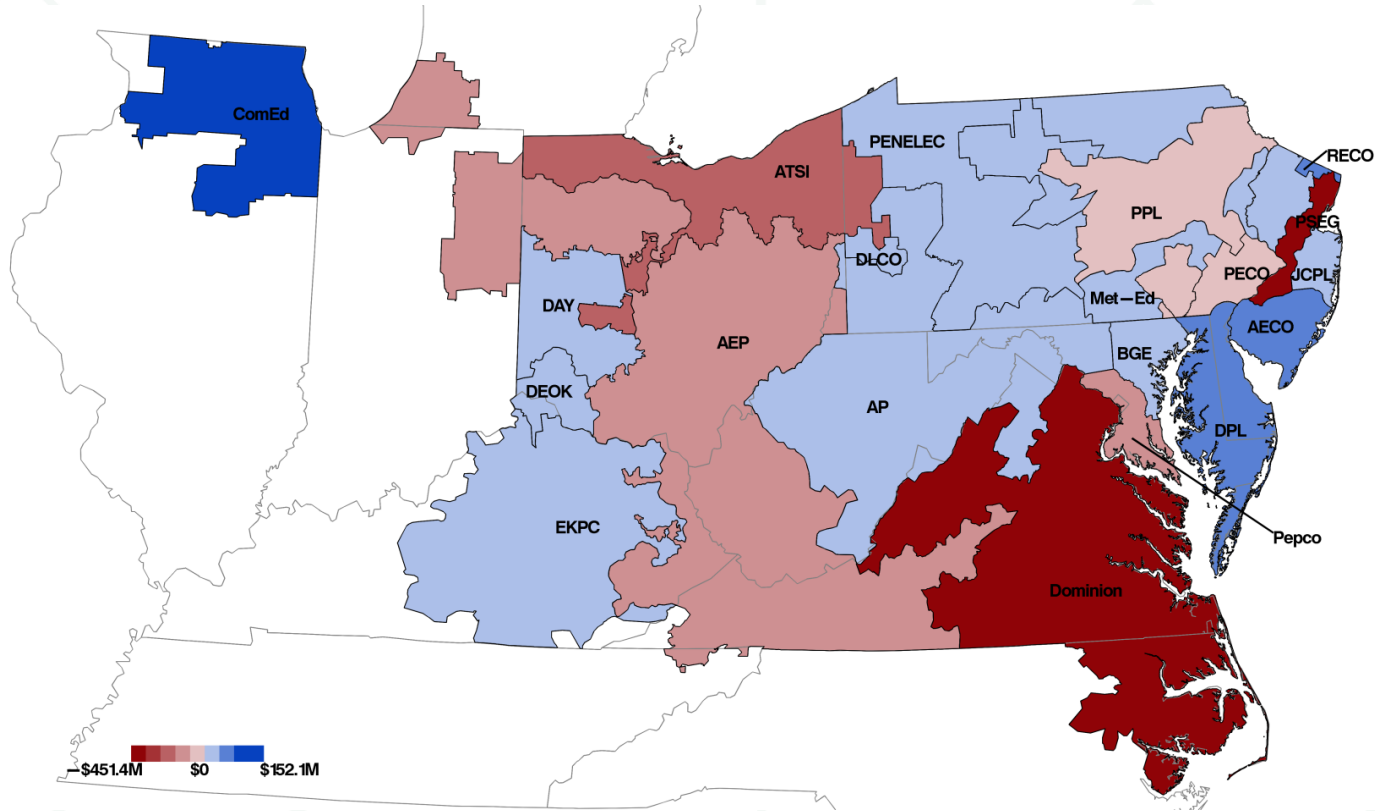 ComEd
PENELEC
RECO
ATSI
PPL
PSEG
DLCO
PECO
JCPL
Met—Ed
DAY
AECO
AEP
BGE
DEOK
AP
DPL
EKPC
Pepco
Dominion
—$451.4M $0 $152.1M